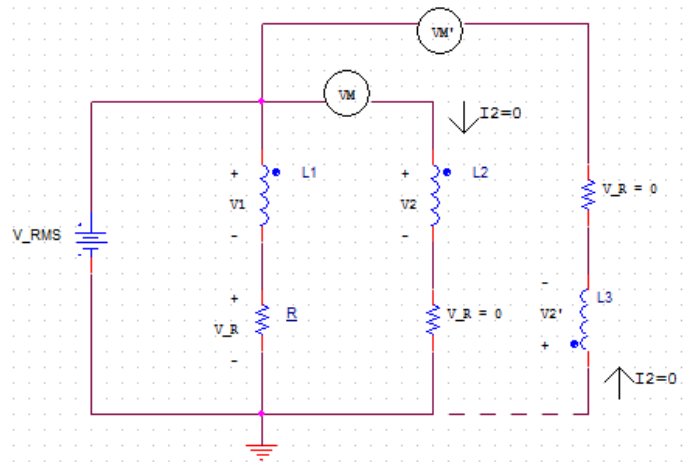 VM'
VM
I2=0
+
L1
+
L2
V_R = 0
V1
V2
V_RMS
-
-
-
L3
+
R
V_R = 0
V2'
V_R
+
-
I2=0